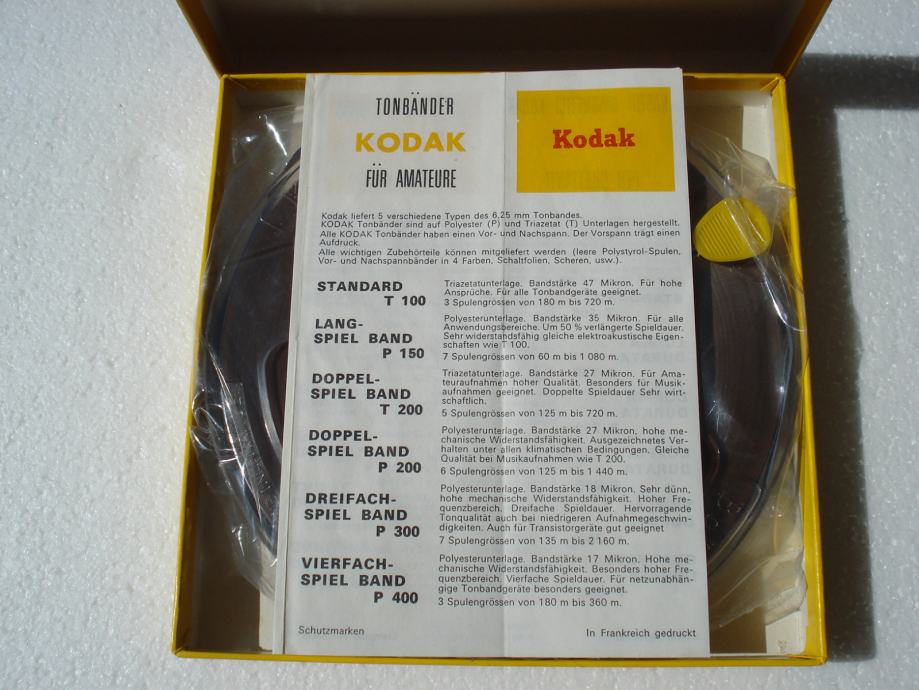 TONBÄNDER
KODAK
FÜR AMATEURE
Kodak
Kodak liefert 5 verschiedene Typen des 6,25 mm Tonbandes.
KODAK Tonbänder sind auf Polyester (P) und Triazetat (T) Unterlagen hergestellt.
Alle KODAK Tonbänder haben einen Vor- und Nachspann. Der Vorspann trägt einen
Aufdruck.
Alle wichtigen Zubehörteile können mitgeliefert werden (leere Polystyrol-Spulen,
Vor- und Nachspannbänder in 4 Farben, Schaltfolien, Scheren, usw.).
STANDARD
T 100
Triazetatunterlage. Bandstärke 47 Mikron. Für hohe
Ansprüche. Für alle Tonbandgeräte geeignet.
3 Spulengrössen von 180 m bis 720 m.
LANG-
SPIEL BAND
P 150
Polyesterunterlage. Bandstärke 35 Mikron. Für alle
Anwendungsbereiche. Um 50 % verlängerte Spieldauer.
Sehr widerstandsfähig gleiche elektroakustische Eigen-
schaften wie T 100.
7 Spulengrössen von 60 m bis 1 080 m.
DOPPEL-
SPIEL BAND
T 200
Triazetatunterlage. Bandstärke 27 Mikron. Für Ama-
teuraufnahmen hoher Qualität. Besonders für Musik-
aufnahmen geeignet. Doppelte Spieldauer Sehr wirt-
schaftlich.
5 Spulengrössen von 125 m bis 720 m.
DOPPEL-
SPIEL BAND
P 200
Polyesterunterlage. Bandstärke 27 Mikron, hohe me-
chanische Widerstandsfähigkeit. Ausgezeichnetes Ver-
halten unter allen klimatischen Bedingungen. Gleiche
Qualität bei Musikaufnahmen wie T 200.
6 Spulengrössen von 125 m bis 1 440 m.
DREIFACH-
SPIEL BAND
P 300
Polyesterunterlage. Bandstärke 18 Mikron. Sehr dünn,
hohe mechanische Widerstandsfähigkeit. Hoher Fre-
quenzbereich. Dreifache Spieldauer. Hervorragende
Tonqualität auch bei niedrigeren Aufnahmegeschwin-
digkeiten. Auch für Transistorgeräte gut geeignet
7 Spulengrössen von 135 m bis 2 160 m.
VIERFACH-
SPIEL BAND
P 400
Polyesterunterlage. Bandstärke 17 Mikron. Hohe me-
chanische Widerstandsfähigkeit. Besonders hoher Fre-
quenzbereich. Vierfache Spieldauer. Für netzunabhän-
gige Tonbandgeräte besonders geeignet.
3 Spulengrössen von 180 m bis 360 m.
Schutzmarken
In Frankreich gedruckt